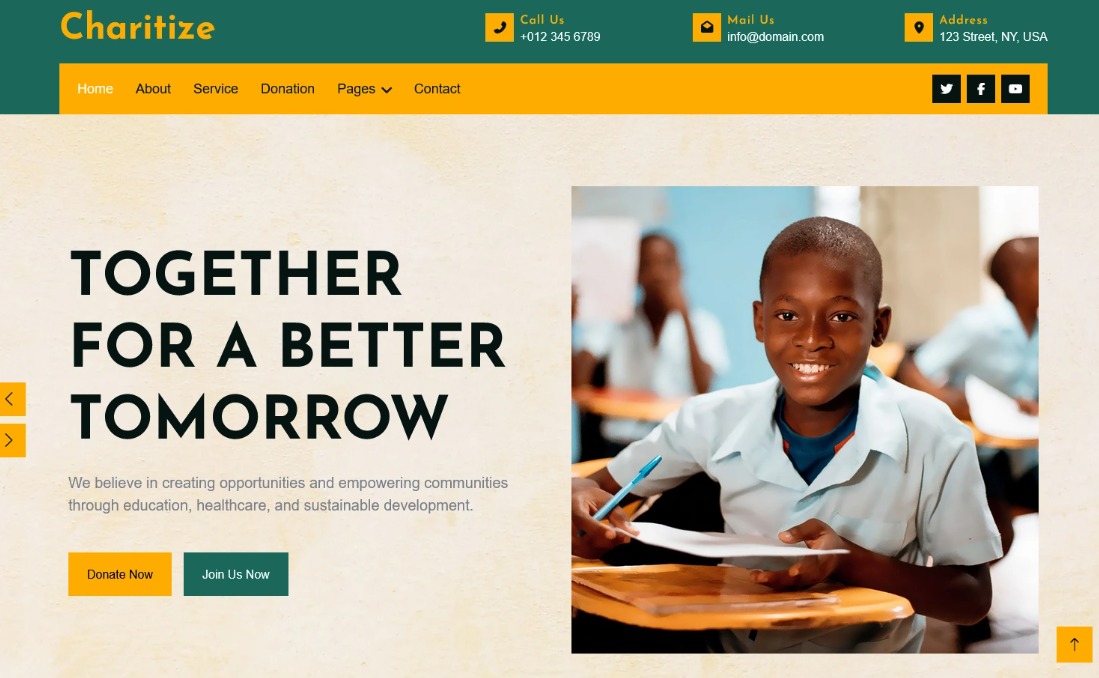 Charitize
Call Us
+012 345 6789
Mail Us
info@domain.com
Address
123 Street, NY, USA
Home About Service Donation Pages Contact
TOGETHER
FOR A BETTER
TOMORROW
We believe in creating opportunities and empowering communities
through education, healthcare, and sustainable development.
Donate Now Join Us Now